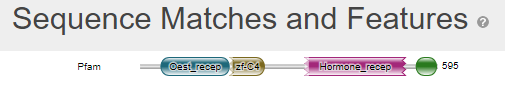 Sequence Matches and Features ?
Pfam Oest_recep zf-C4 Hormone_recep 595